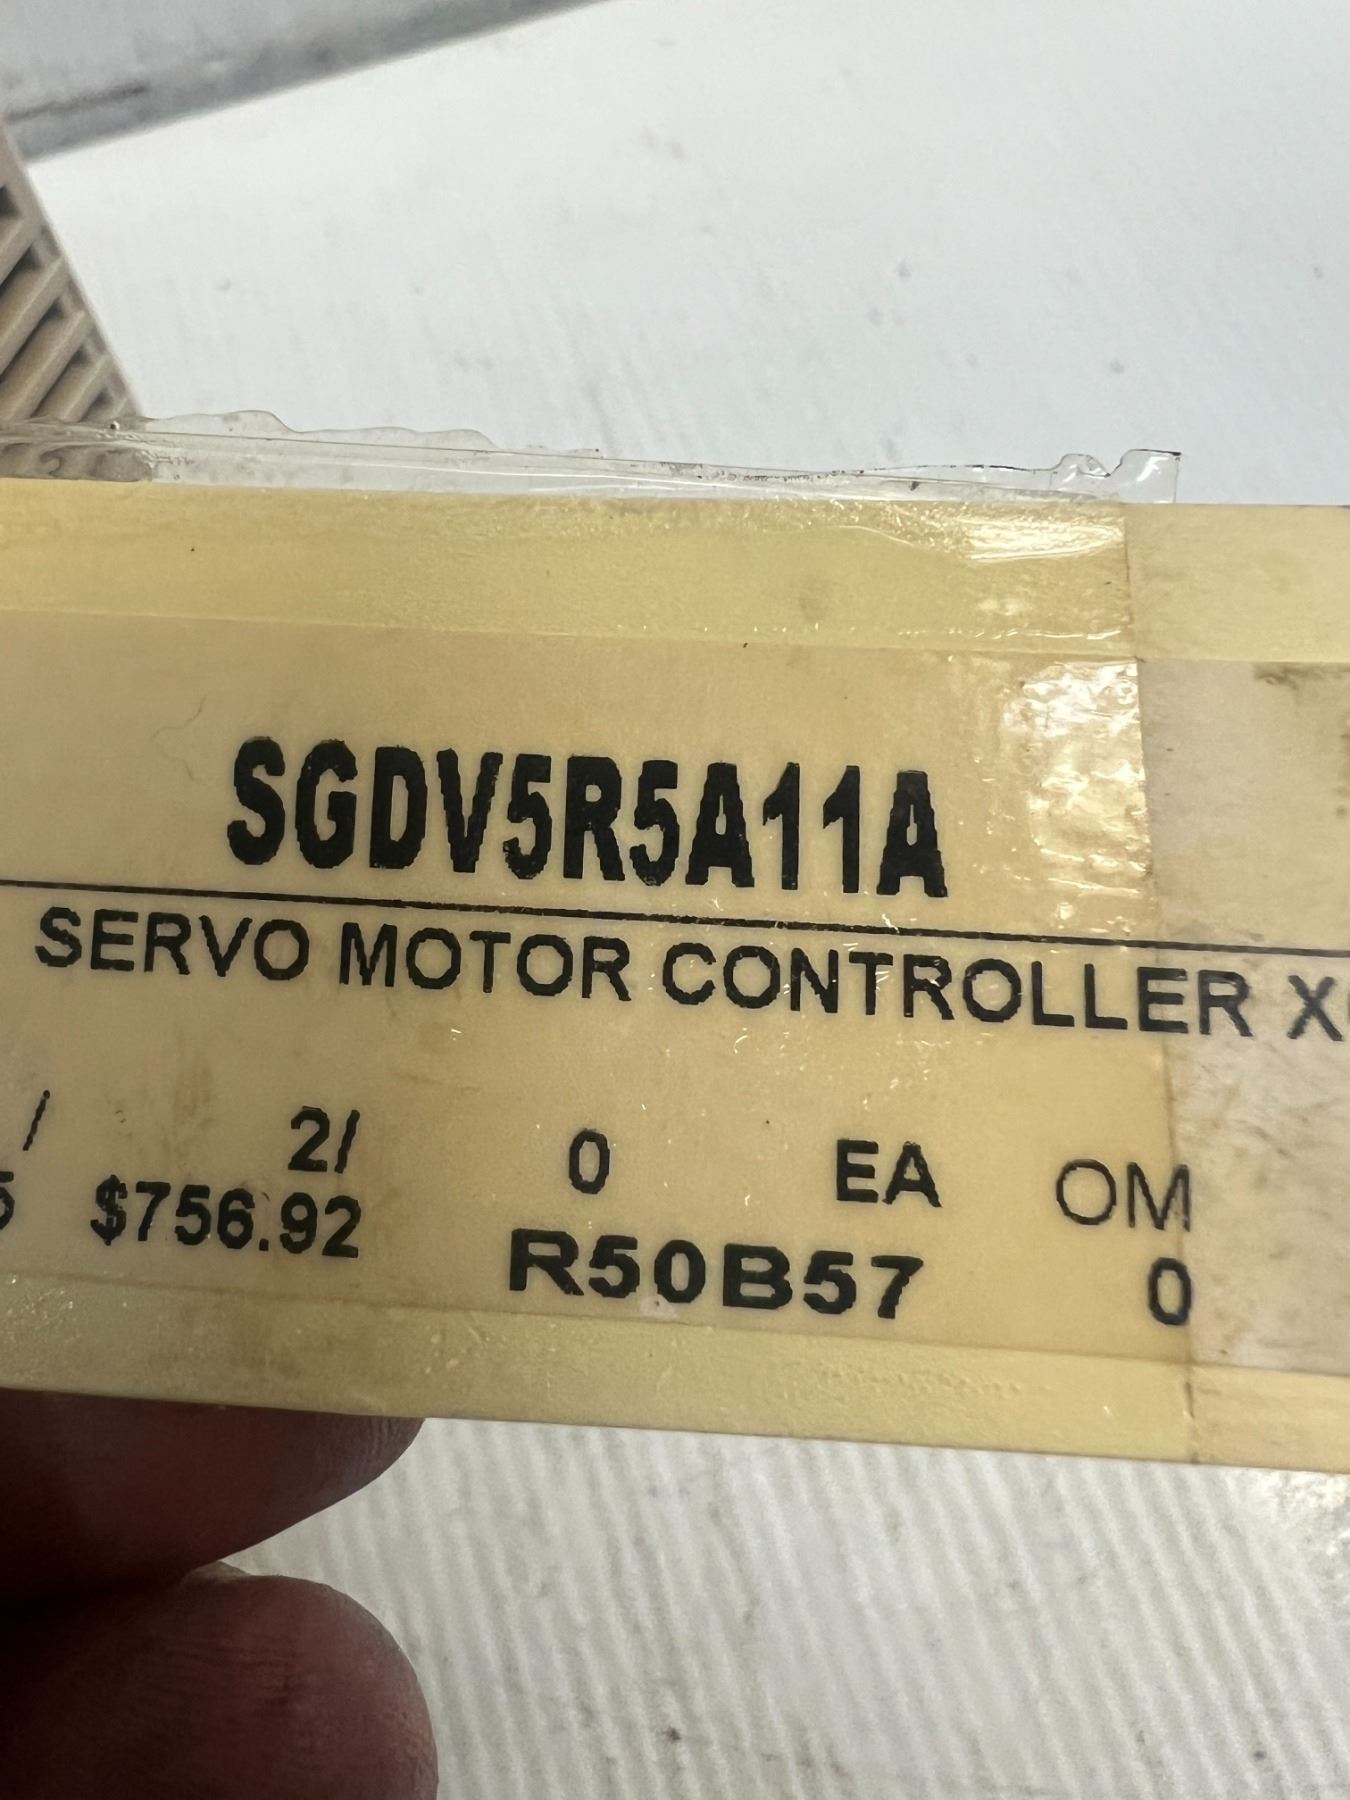 SGDV5R5A11A
SERVO MOTOR CONTROLLER
/ 2/ 0 EA OM
$756.92 R50B57 0